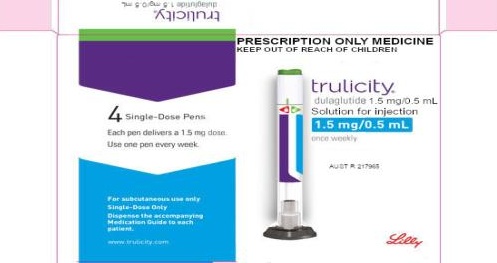 trulicity®
dulaglutide 1.5 mg/0.5 mL
4 Single-Dose Pens
Each pen delivers a 1.5 mg dose.
Use one pen every week.
For subcutaneous use only
Single-Dose Only
Dispense the accompanying
Medication Guide to each
patient.
www.trulicity.com
PRESCRIPTION ONLY MEDICINE
KEEP OUT OF REACH OF CHILDREN
trulicity®
dulaglutide 1.5 mg/0.5 mL
Solution for injection
1.5 mg/0.5 mL
once weekly
AUST R 217965
Lilly